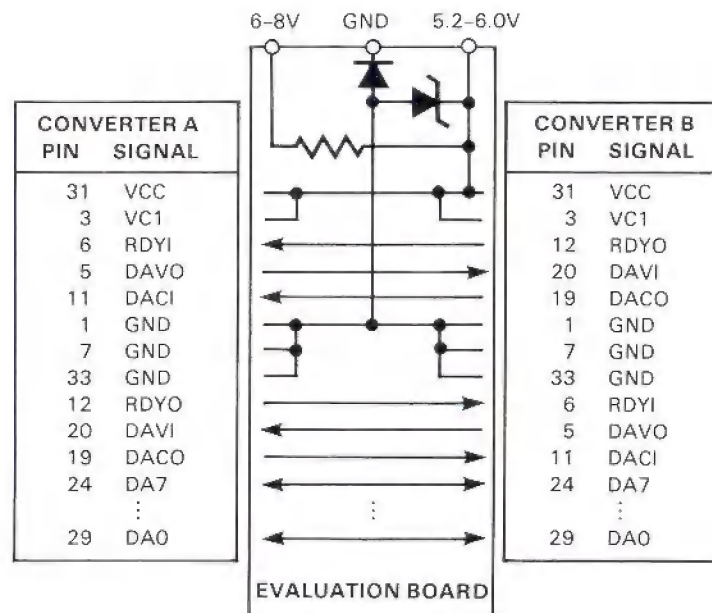 6-8V GND 5.2-6.0V
CONVERTER A
PIN SIGNAL
31 VCC
3 VC1
6 RDYI
5 DAVO
11 DACI
1 GND
7 GND
33 GND
12 RDYO
20 DAVI
19 DACO
24 DA7
⋮
29 DA0
CONVERTER B
PIN SIGNAL
31 VCC
3 VC1
12 RDYO
20 DAVI
19 DACO
1 GND
7 GND
33 GND
6 RDYI
5 DAVO
11 DACI
24 DA7
⋮
29 DA0
⋮
EVALUATION BOARD